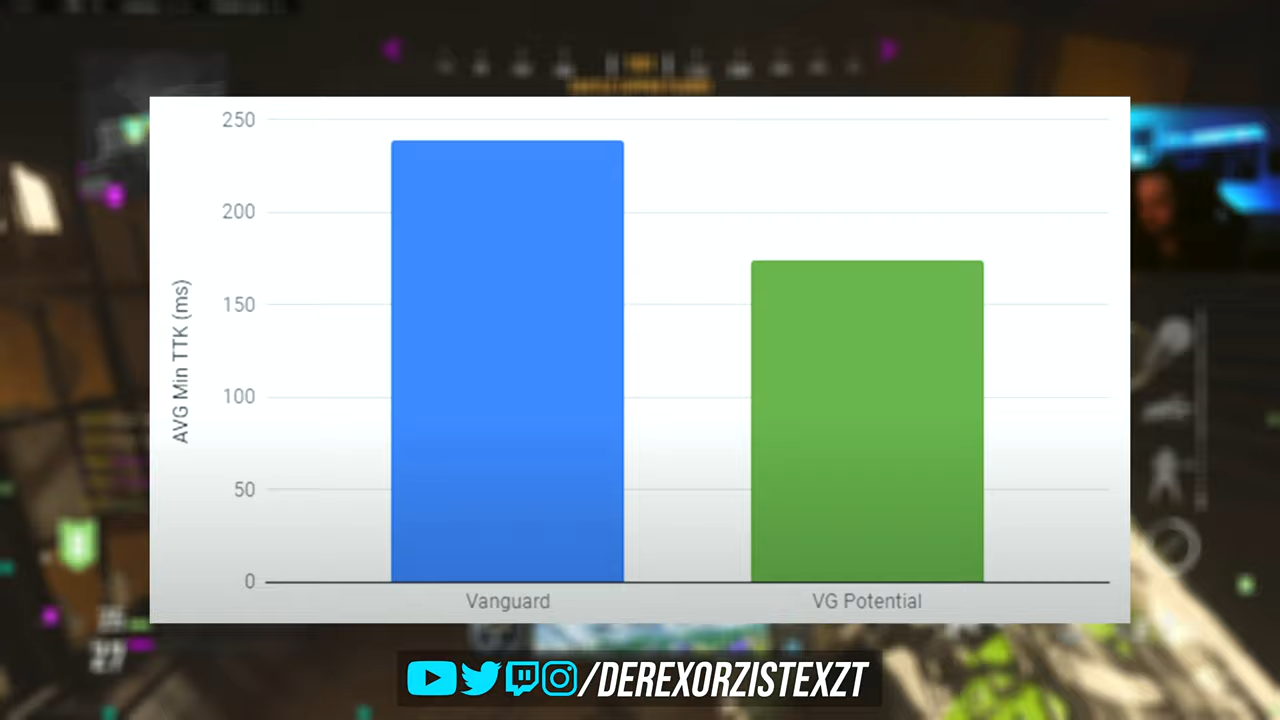 250
200
150
100
50
0
AVG Min TTK (ms)
Vanguard
VG Potential
/DEREXORZISTEXZT